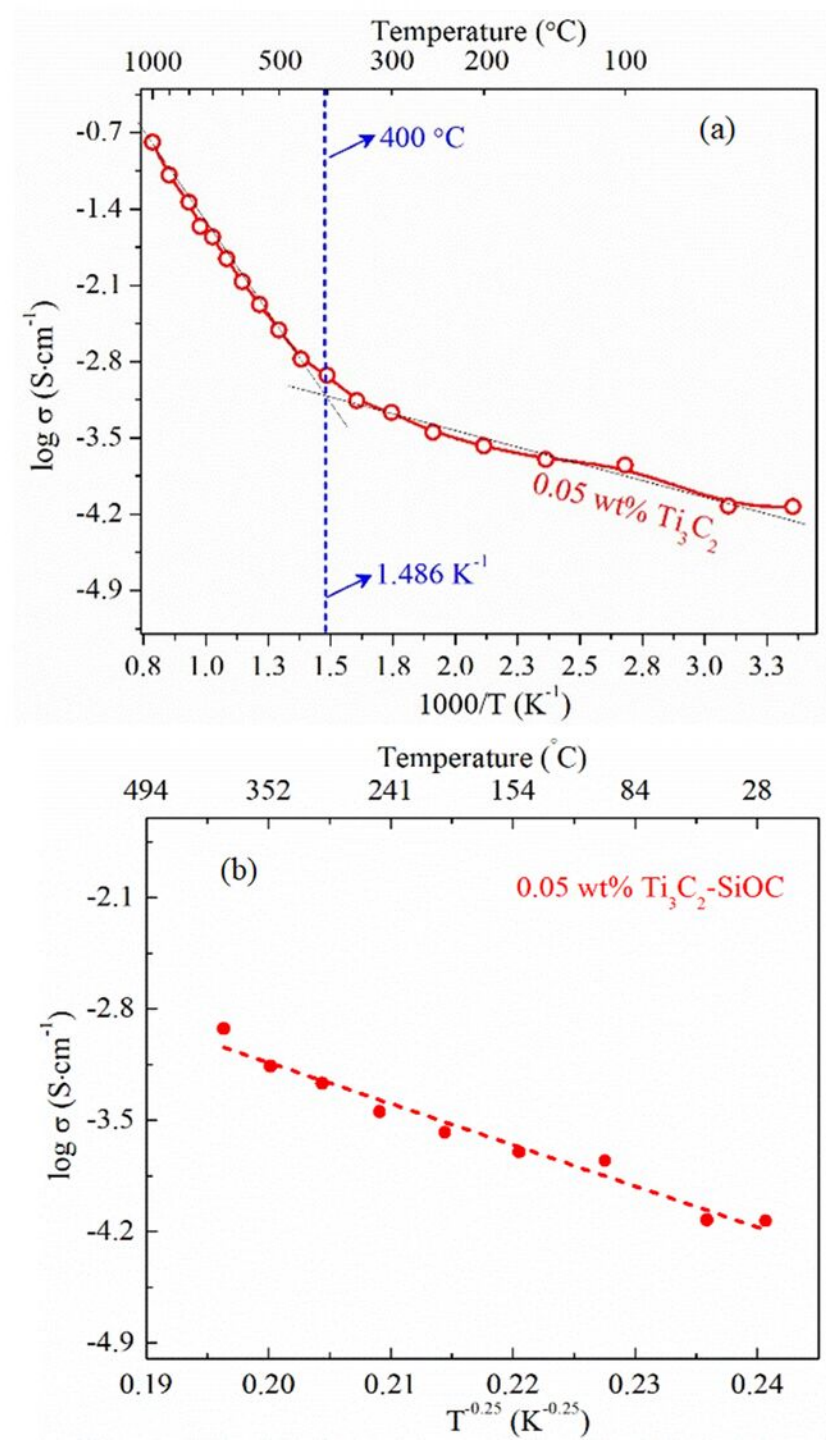 Temperature (°C)
1000 500 300 200 100
(a)
400 °C
-0.7
-1.4
-2.1
-2.8
-3.5
-4.2
-4.9
log σ (S·cm⁻¹)
0.05 wt% Ti₃C₂
1.486 K⁻¹
0.8 1.0 1.3 1.5 1.8 2.0 2.3 2.5 2.8 3.0 3.3
1000/T (K⁻¹)
Temperature (°C)
494 352 241 154 84 28
(b)
0.05 wt% Ti₃C₂-SiOC
-2.1
-2.8
-3.5
-4.2
-4.9
log σ (S·cm⁻¹)
0.19 0.20 0.21 0.22 0.23 0.24
T⁻⁰·²⁵ (K⁻⁰·²⁵)